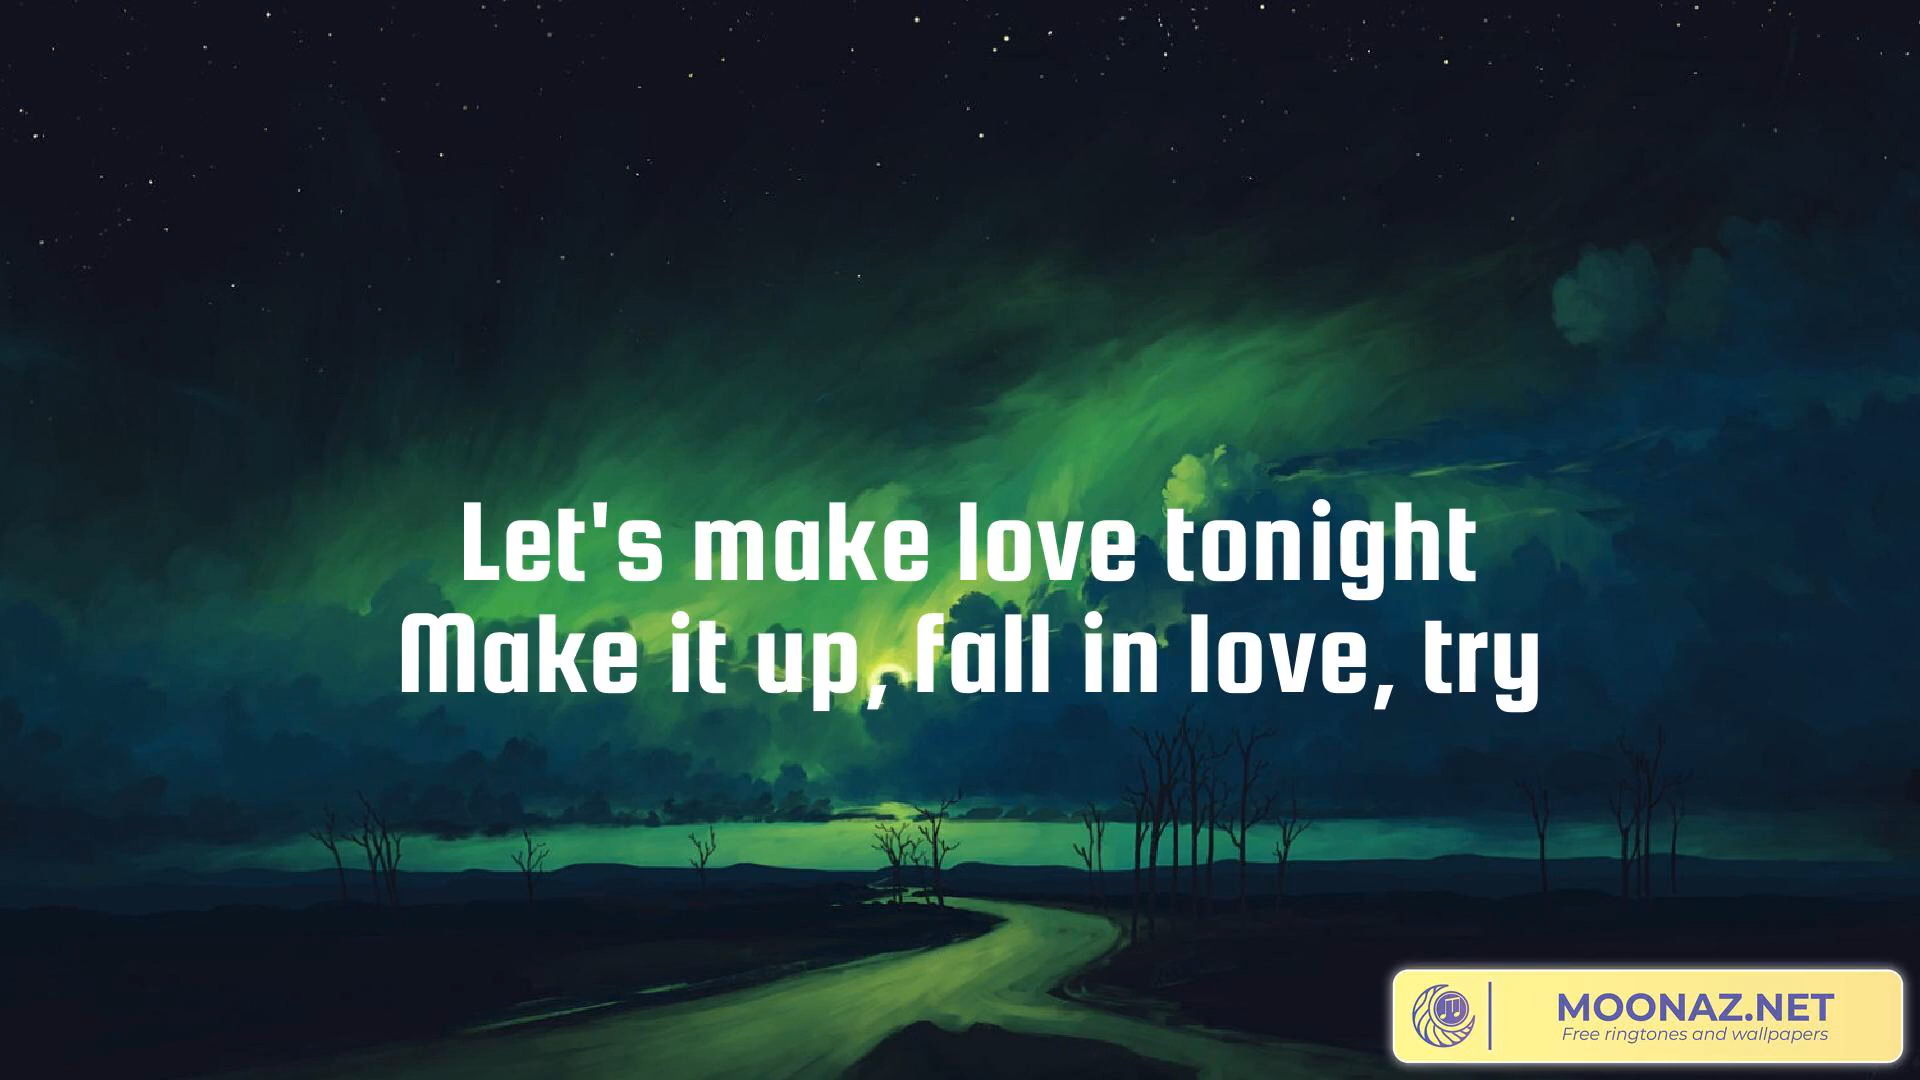 Let's make love tonight
Make it up, fall in love, try
MOONAZ.NET
Free ringtones and wallpapers